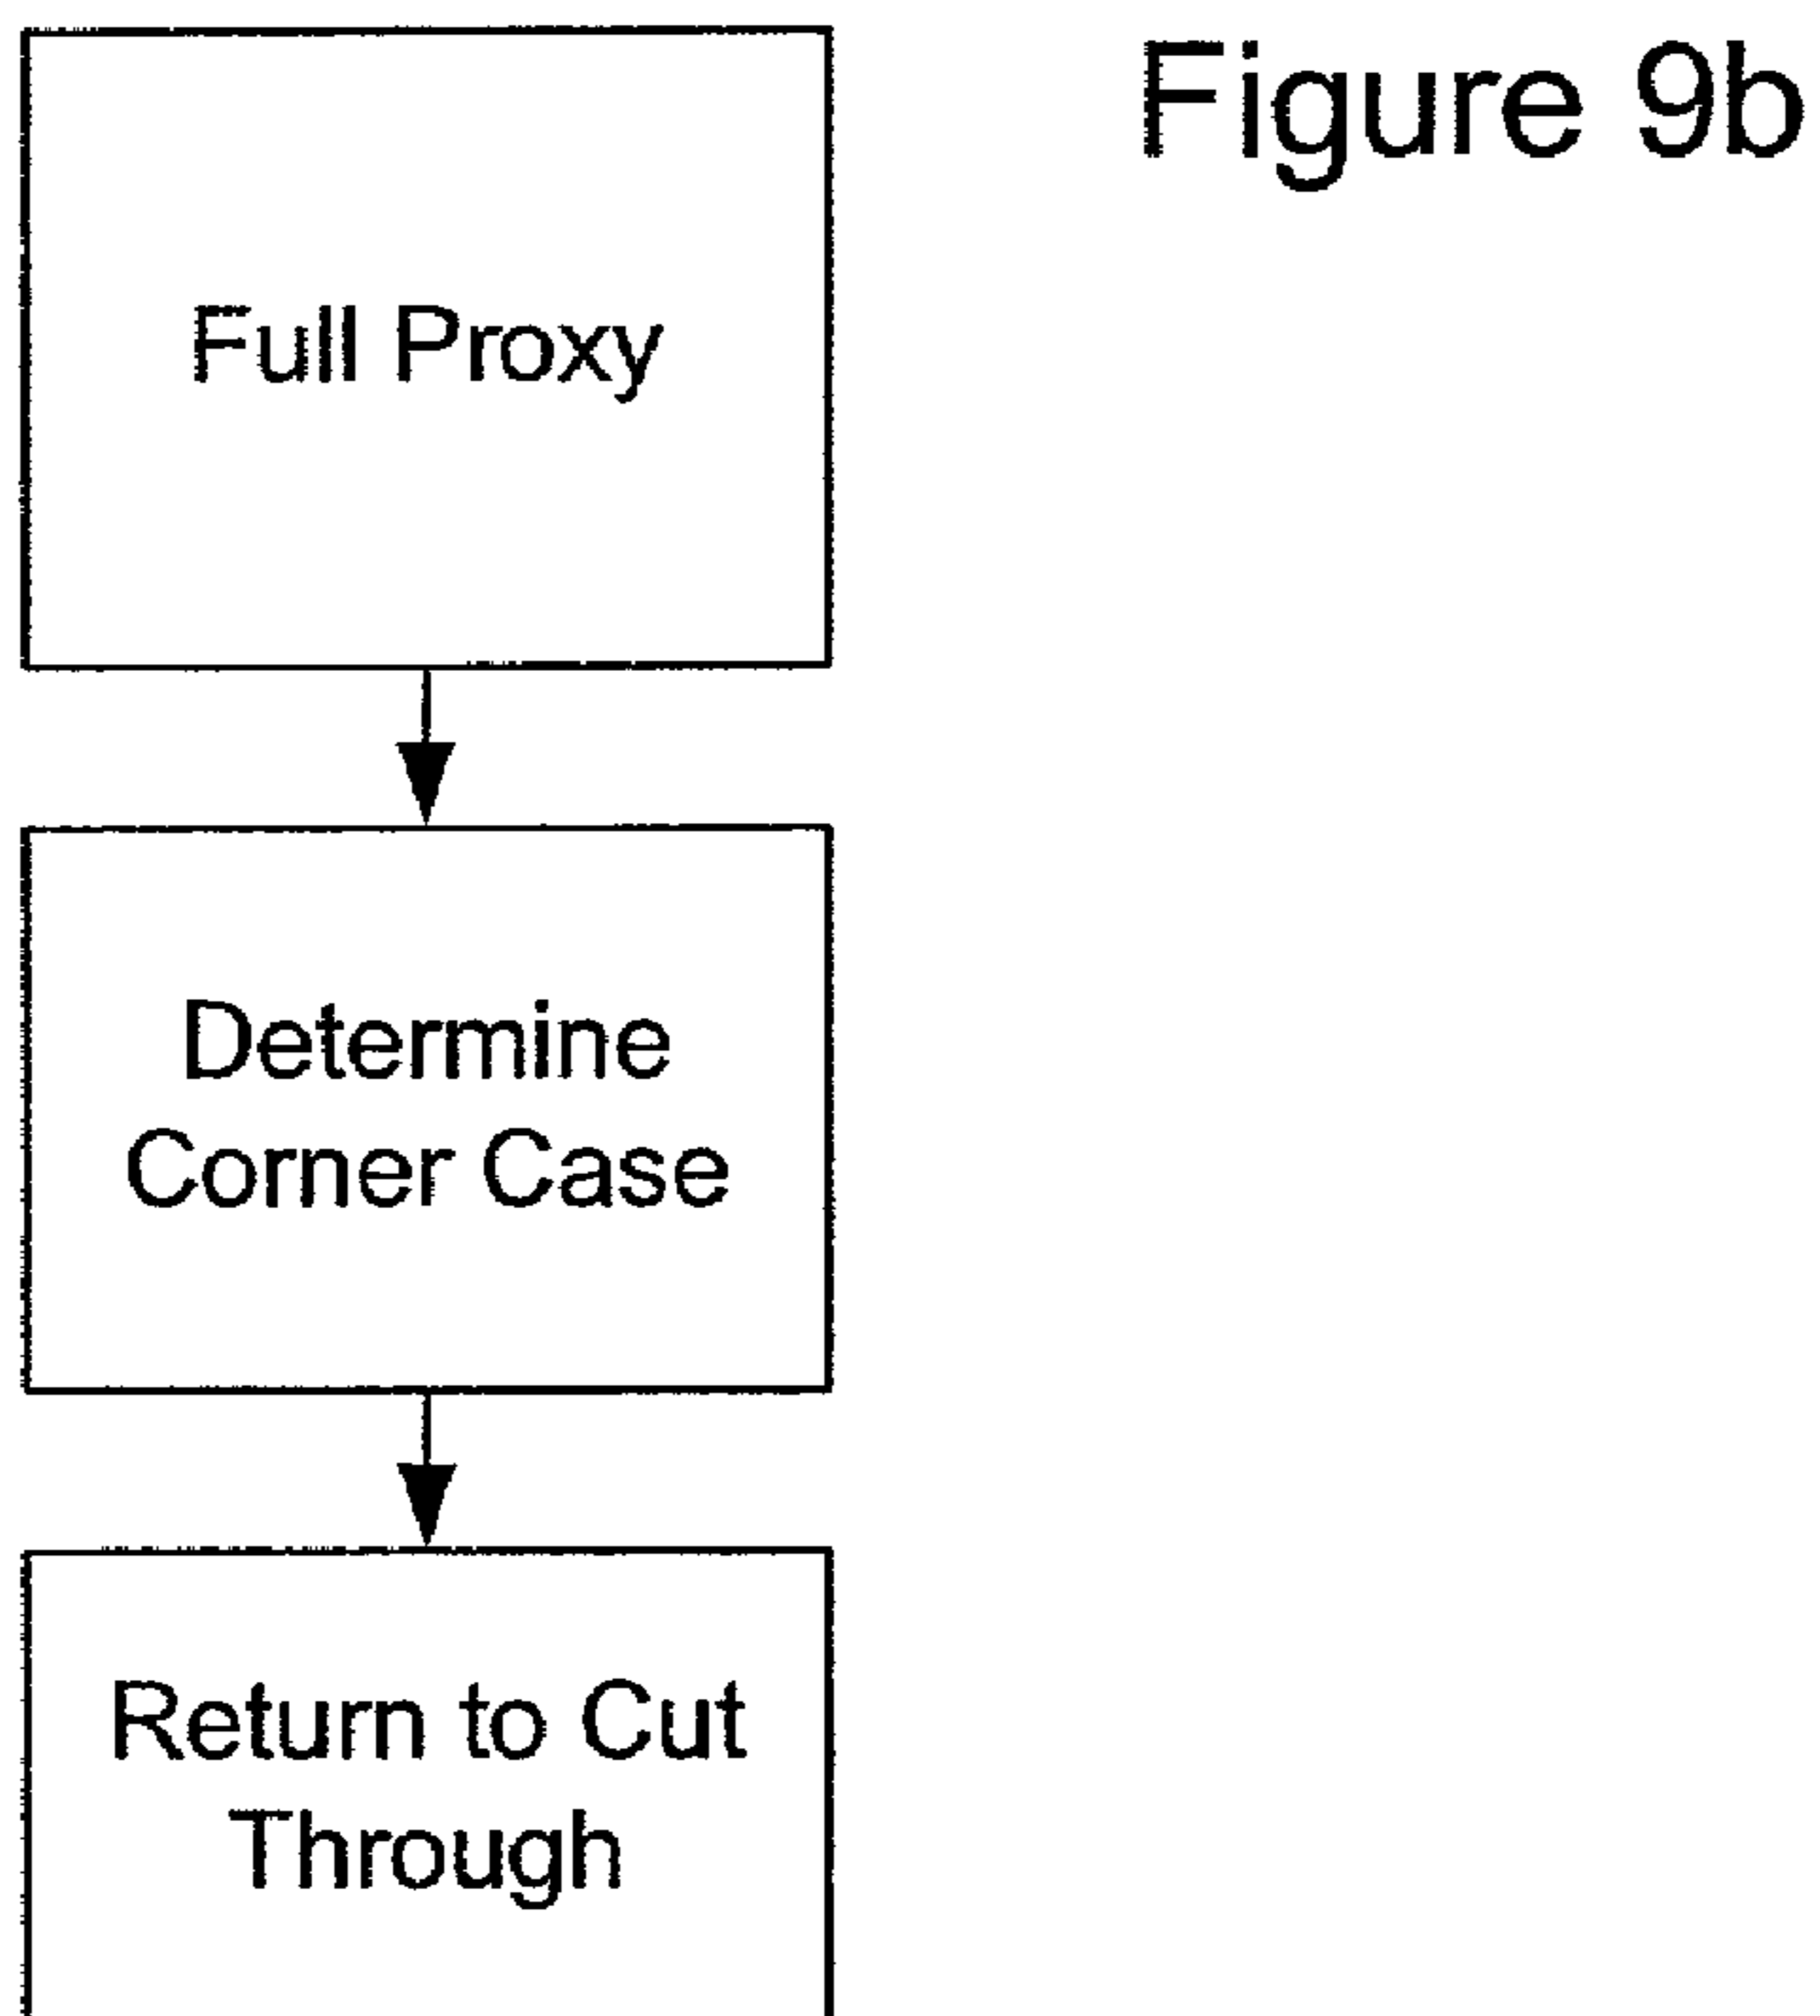 Figure 9b
Full Proxy
Determine
Corner Case
Return to Cut
Through